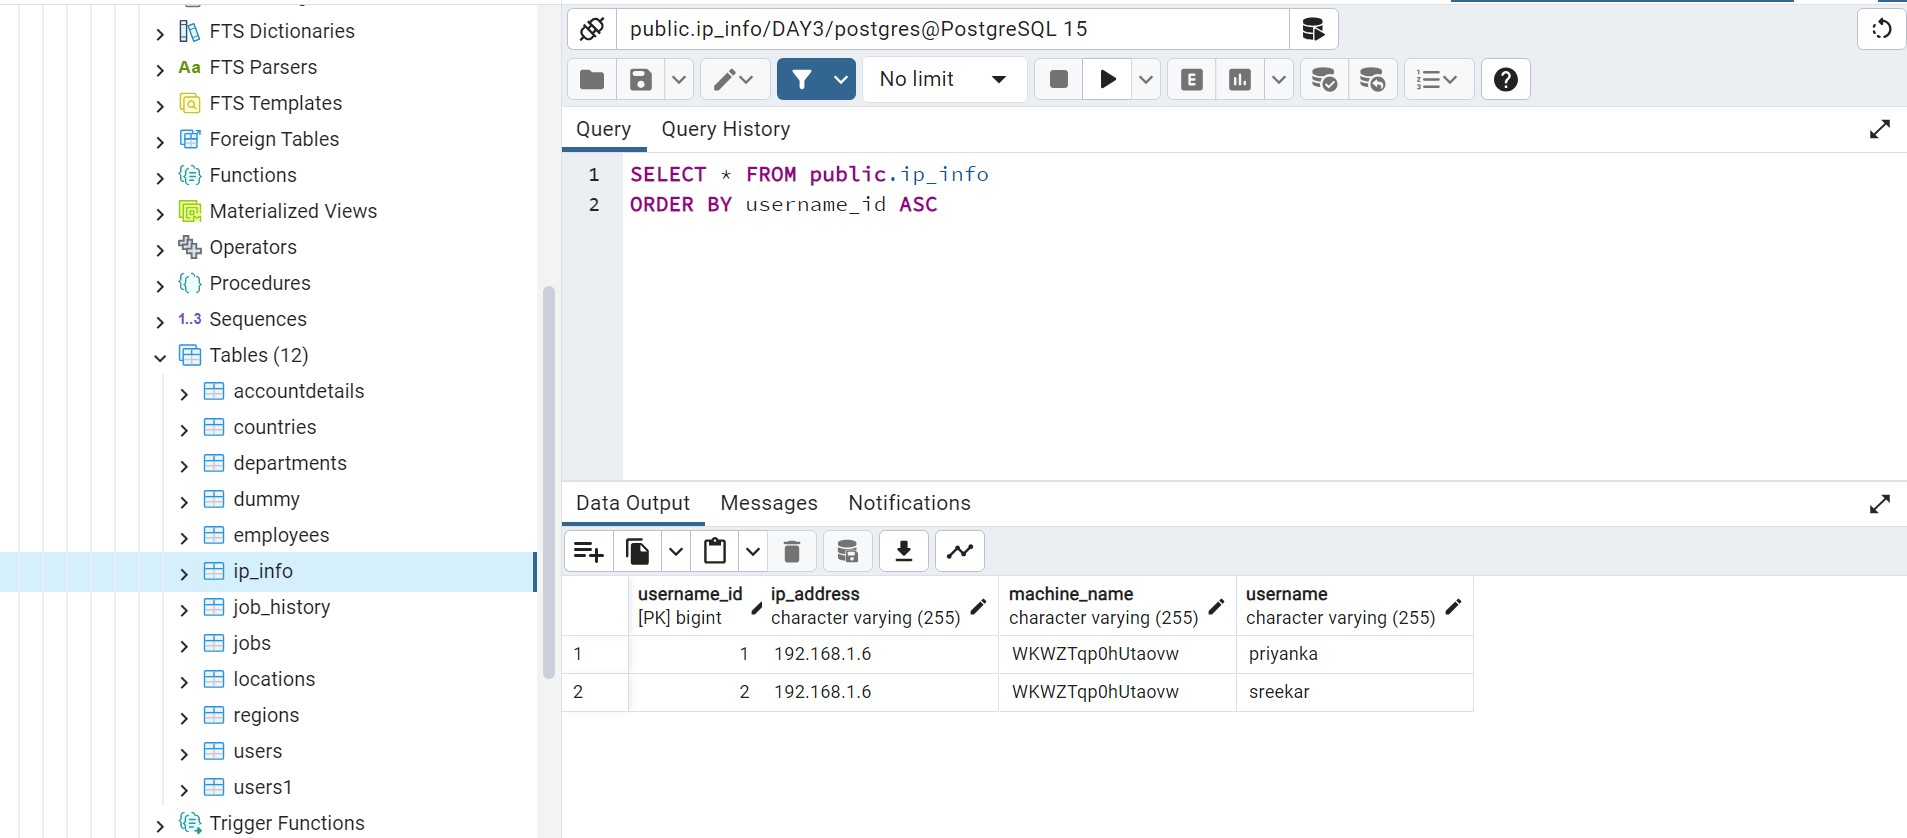 FTS Dictionaries
Aa FTS Parsers
FTS Templates
Foreign Tables
Functions
Materialized Views
Operators
Procedures
1..3 Sequences
Tables (12)
accountdetails
countries
departments
dummy
employees
ip_info
job_history
jobs
locations
regions
users
users1
Trigger Functions
public.ip_info/DAY3/postgres@PostgreSQL 15
No limit
E
Query Query History
1 SELECT * FROM public.ip_info
2 ORDER BY username_id ASC
Data Output Messages Notifications
username_id ip_address machine_name username
[PK] bigint character varying (255) character varying (255) character varying (255)
1 1 192.168.1.6 WKWZTqp0hUtaovw priyanka
2 2 192.168.1.6 WKWZTqp0hUtaovw sreekar